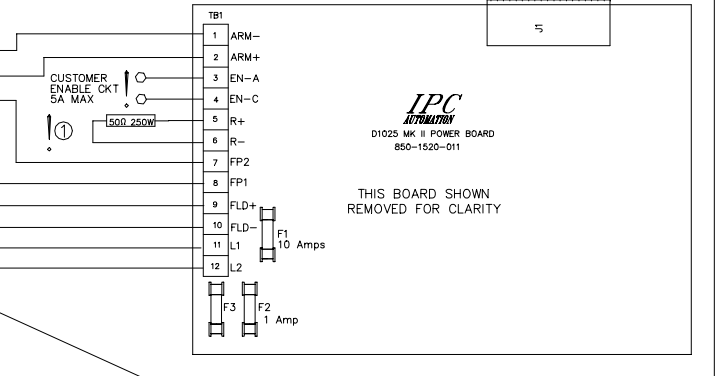 TB1
1 ARM-
2 ARM+
3 EN-A
4 EN-C
5 R+
6 R-
7 FP2
8 FP1
9 FLD+
10 FLD-
11 L1
12 L2
CUSTOMER
ENABLE CKT
5A MAX
!
50Ω 250W
! 1
F1
10 Amps
F3
F2
1 Amp
J1
IPC
AUTOMATION
D1025 MK II POWER BOARD
850-1520-011
THIS BOARD SHOWN
REMOVED FOR CLARITY